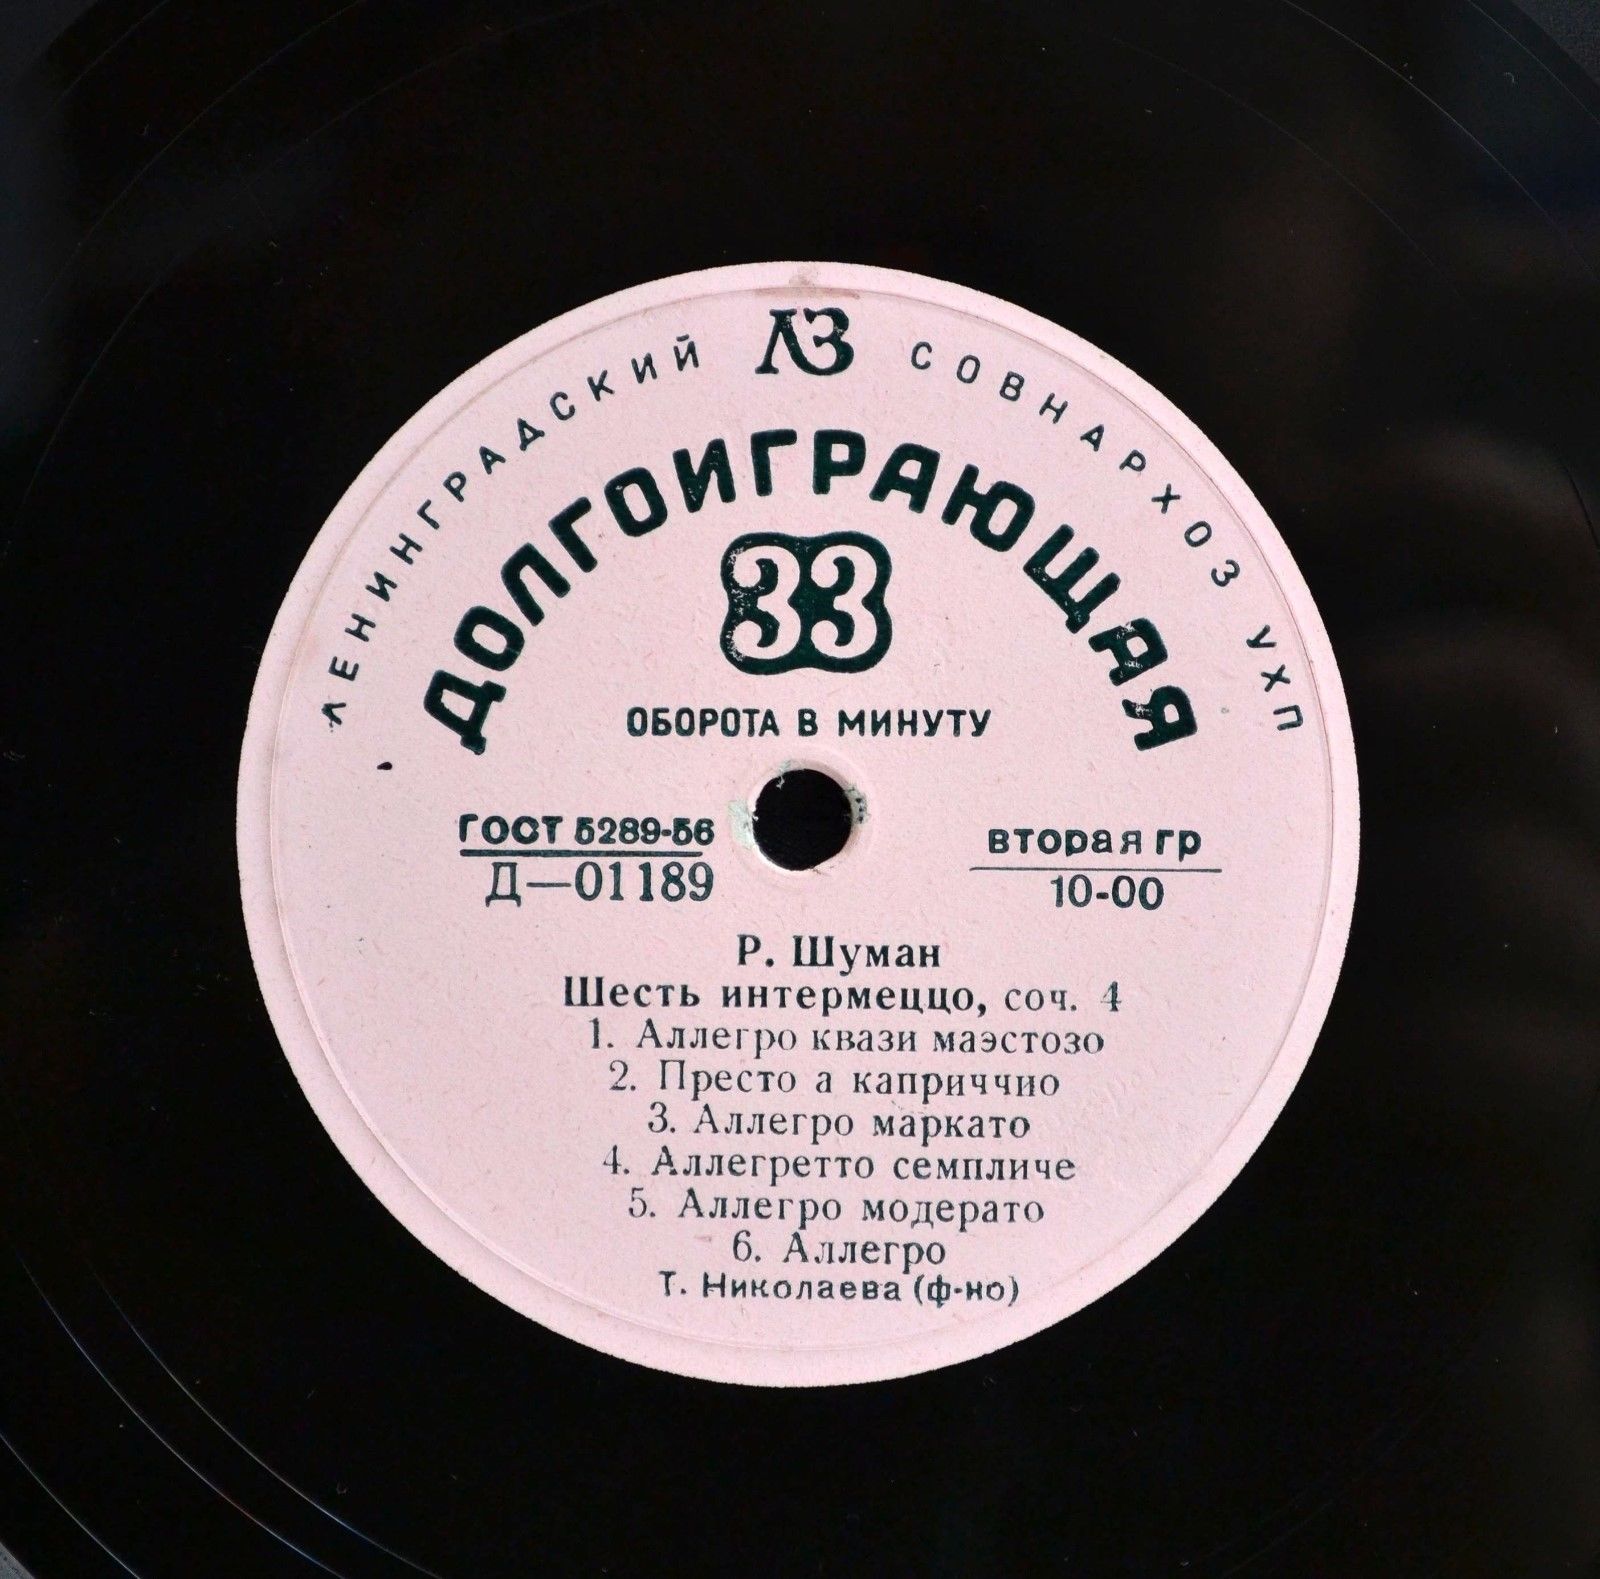 ЛЕНИНГРАДСКИЙ ЛЗ СОВНАРХОЗ УХП
ДОЛГОИГРАЮЩАЯ
33
ОБОРОТА В МИНУТУ
ГОСТ 5289-56
Д—01189
вторая гр
10-00
Р. Шуман
Шесть интермеццо, соч. 4
1. Аллегро квази маэстозо
2. Престо а каприччио
3. Аллегро маркато
4. Аллегретто семпличе
5. Аллегро модерато
6. Аллегро
Т. Николаева (ф-но)